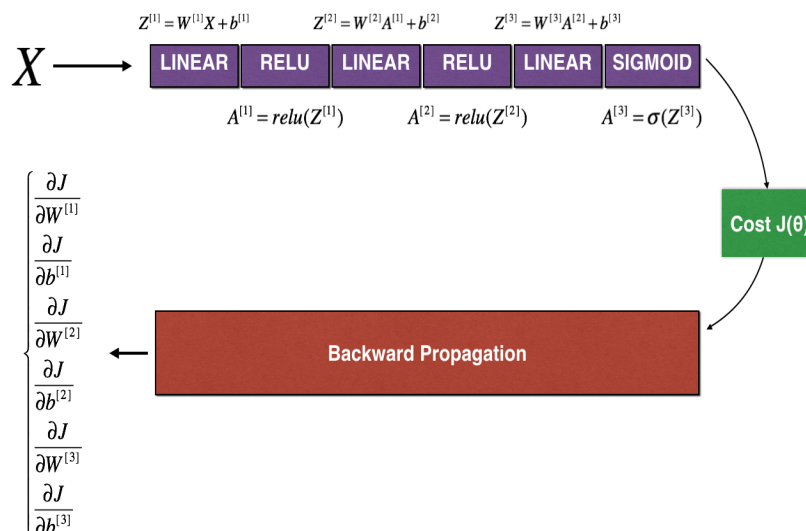 Z^[1] = W^[1]X + b^[1]   Z^[2] = W^[2]A^[1] + b^[2]   Z^[3] = W^[3]A^[2] + b^[3]
X   LINEAR   RELU   LINEAR   RELU   LINEAR   SIGMOID
A^[1] = relu(Z^[1])   A^[2] = relu(Z^[2])   A^[3] = σ(Z^[3])
Cost J(θ)
Backward Propagation
∂J/∂W^[1]
∂J/∂b^[1]
∂J/∂W^[2]
∂J/∂b^[2]
∂J/∂W^[3]
∂J/∂b^[3]